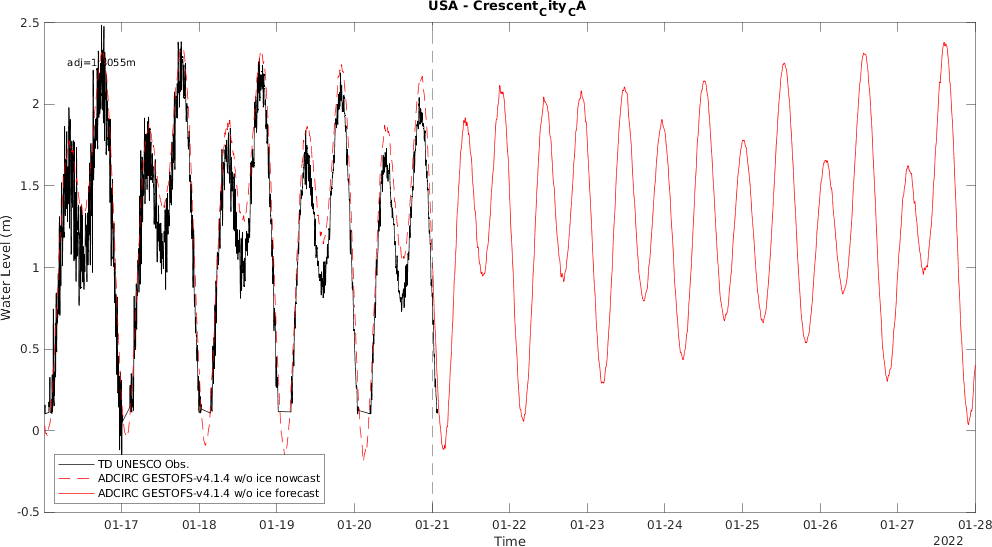 USA - Crescent_City_CA
2.5
2
1.5
1
0.5
0
-0.5
Water Level (m)
TD UNESCO Obs.
ADCIRC GESTOFS-v4.1.4 w/o ice nowcast
ADCIRC GESTOFS-v4.1.4 w/o ice forecast
01-17 01-18 01-19 01-20 01-21 01-22 01-23 01-24 01-25 01-26 01-27 01-28
Time
2022